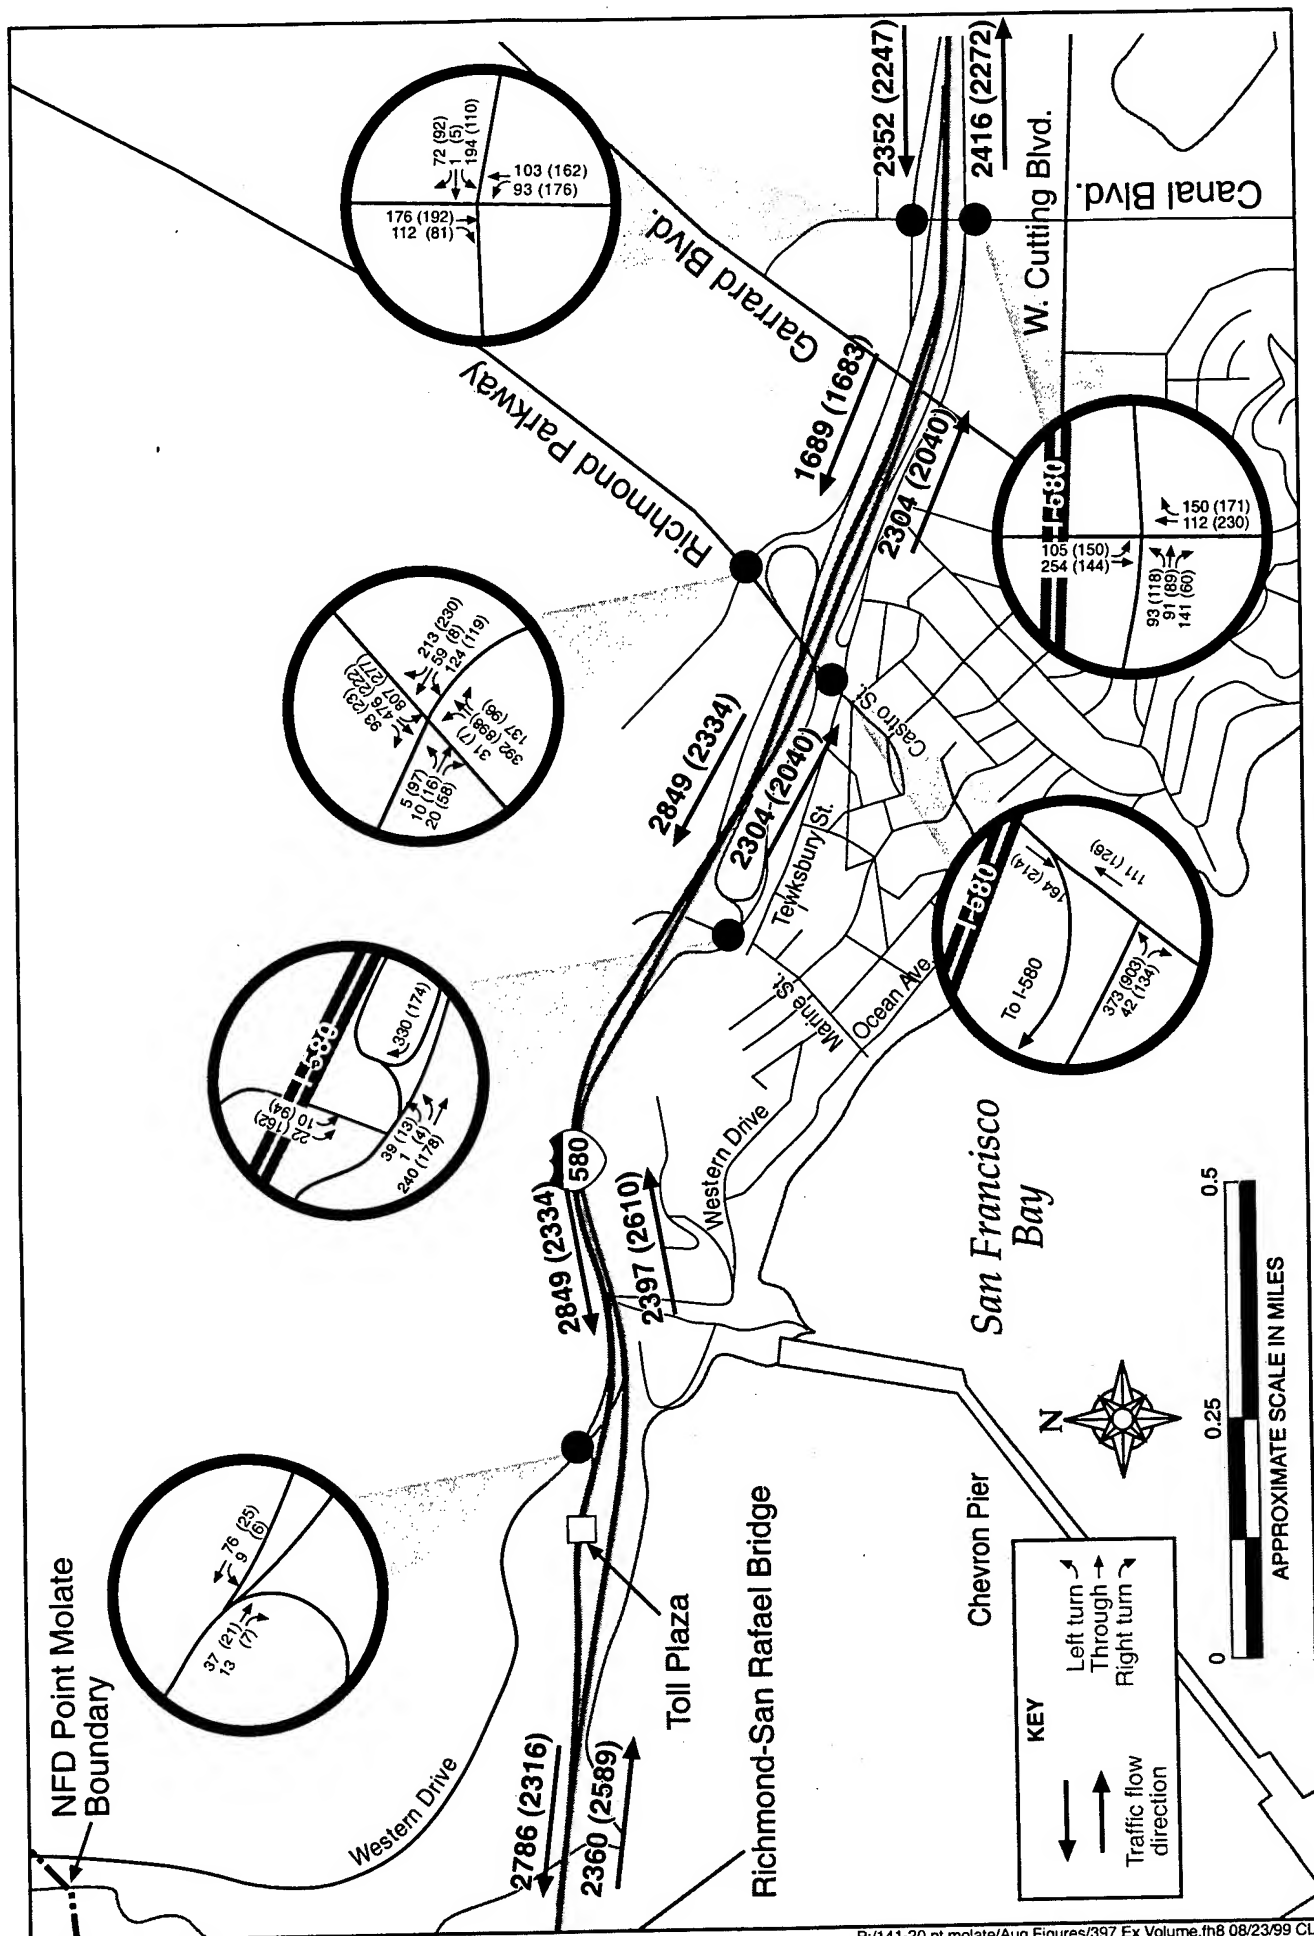 NFD Point Molate
Boundary
Western Drive
37 (21)
13 (7)
76 (25)
9 (6)
22 (162)
10 (94)
I-580
330 (174)
39 (13)
1 (4)
240 (178)
93 (23)
476 (222)
807 (277)
213 (230)
59 (8)
124 (119)
5 (97)
10 (16)
20 (58)
31 (7)
392 (898)
137 (96)
72 (92)
1 (5)
194 (110)
176 (192)
112 (81)
103 (162)
93 (176)
Richmond Parkway
Garrard Blvd.
2786 (2316)
2360 (2589)
Toll Plaza
Richmond-San Rafael Bridge
2849 (2334)
580
2397 (2610)
Western Drive
2849 (2334)
2304 (2040)
1689 (1683)
2304 (2040)
2352 (2247)
2416 (2272)
W. Cutting Blvd.
Canal Blvd.
Tewksbury St.
Castro St.
Marine St.
Ocean Ave.
I-580
To I-580
164 (214)
111 (126)
373 (903)
42 (134)
I-580
105 (150)
254 (144)
93 (118)
91 (89)
141 (60)
150 (171)
112 (230)
San Francisco
Bay
Chevron Pier
N
KEY
Traffic flow
direction
Left turn
Through
Right turn
0 0.25 0.5
APPROXIMATE SCALE IN MILES
P:/141-20 pt molate/Aug Figures/397 Ex Volume.fh8 08/23/99 CL